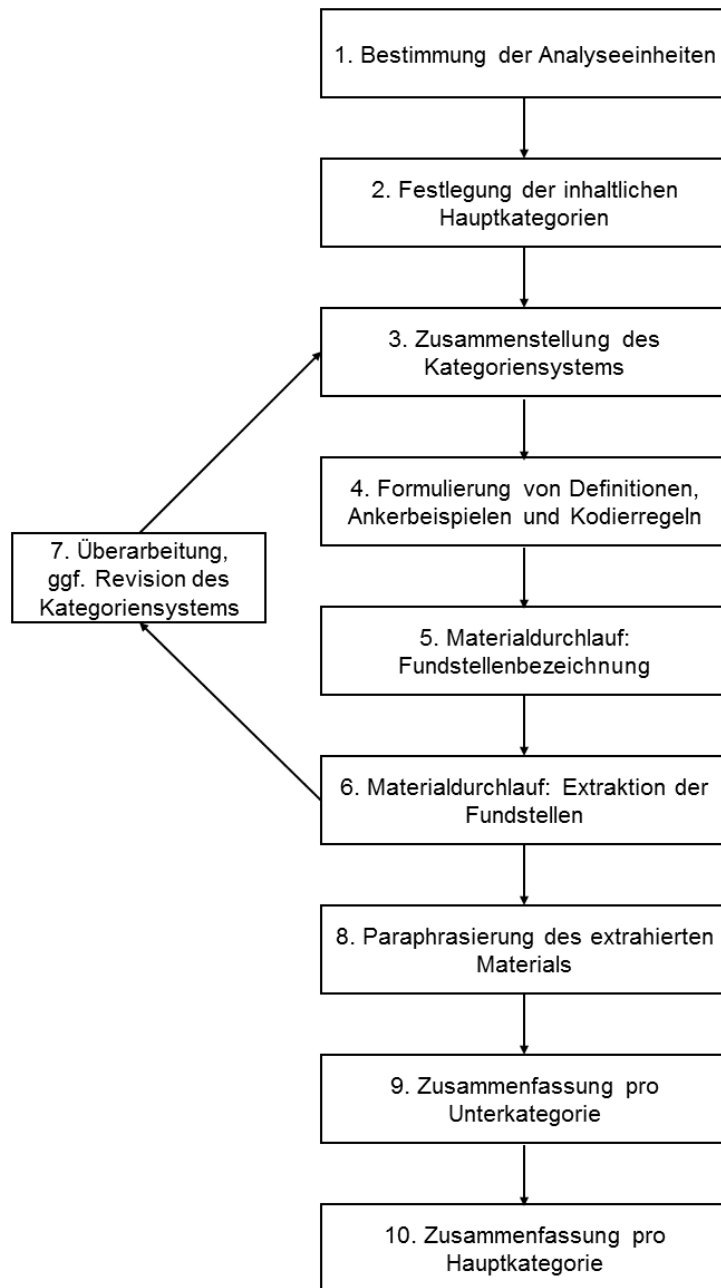 1. Bestimmung der Analyseeinheiten
2. Festlegung der inhaltlichen
Hauptkategorien
3. Zusammenstellung des
Kategoriensystems
4. Formulierung von Definitionen,
Ankerbeispielen und Kodierregeln
5. Materialdurchlauf:
Fundstellenbezeichnung
6. Materialdurchlauf: Extraktion der
Fundstellen
7. Überarbeitung,
ggf. Revision des
Kategoriensystems
8. Paraphrasierung des extrahierten
Materials
9. Zusammenfassung pro
Unterkategorie
10. Zusammenfassung pro
Hauptkategorie